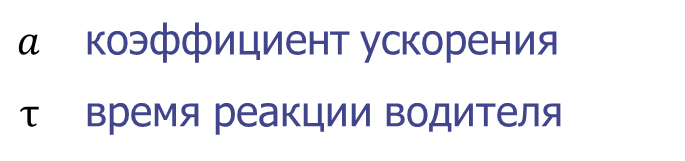 a коэффициент ускорения
τ время реакции водителя